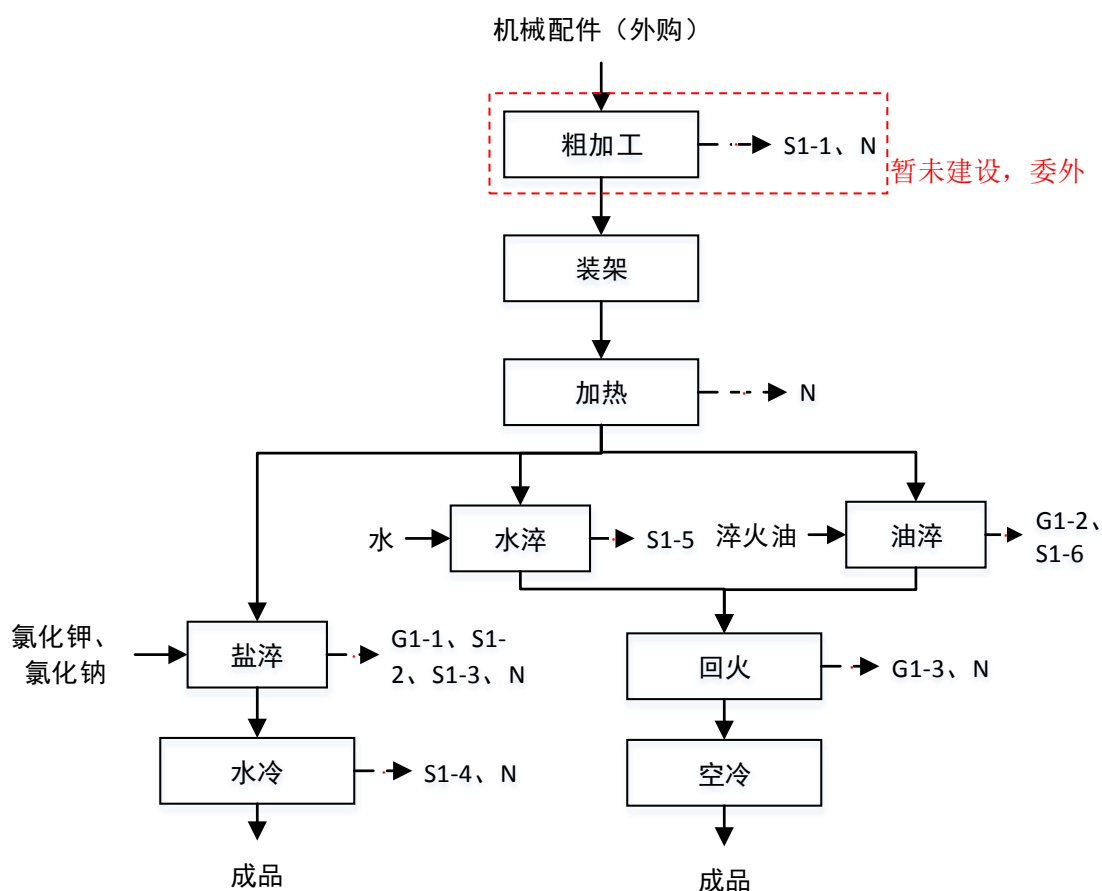 机械配件（外购）
粗加工
S1-1、N
暂未建设，委外
装架
加热
N
水
水淬
S1-5
淬火油
油淬
G1-2、
S1-6
氯化钾、
氯化钠
盐淬
G1-1、S1-
2、S1-3、N
回火
G1-3、N
水冷
S1-4、N
空冷
成品
成品